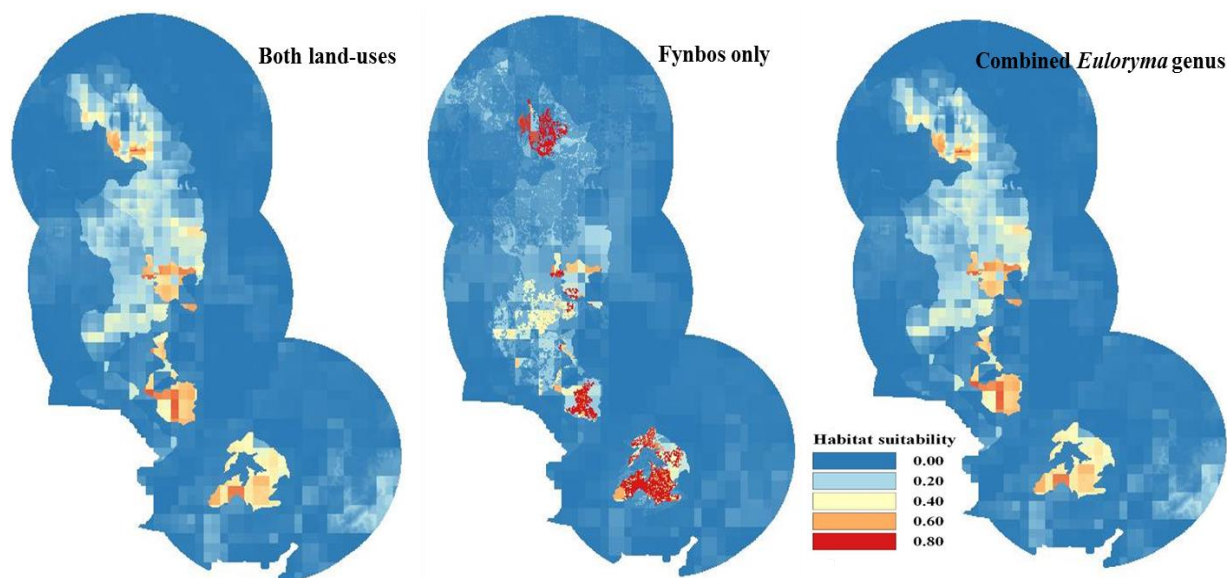 Both land-uses
Fynbos only
Combined Euloryma genus
Habitat suitability
0.00
0.20
0.40
0.60
0.80